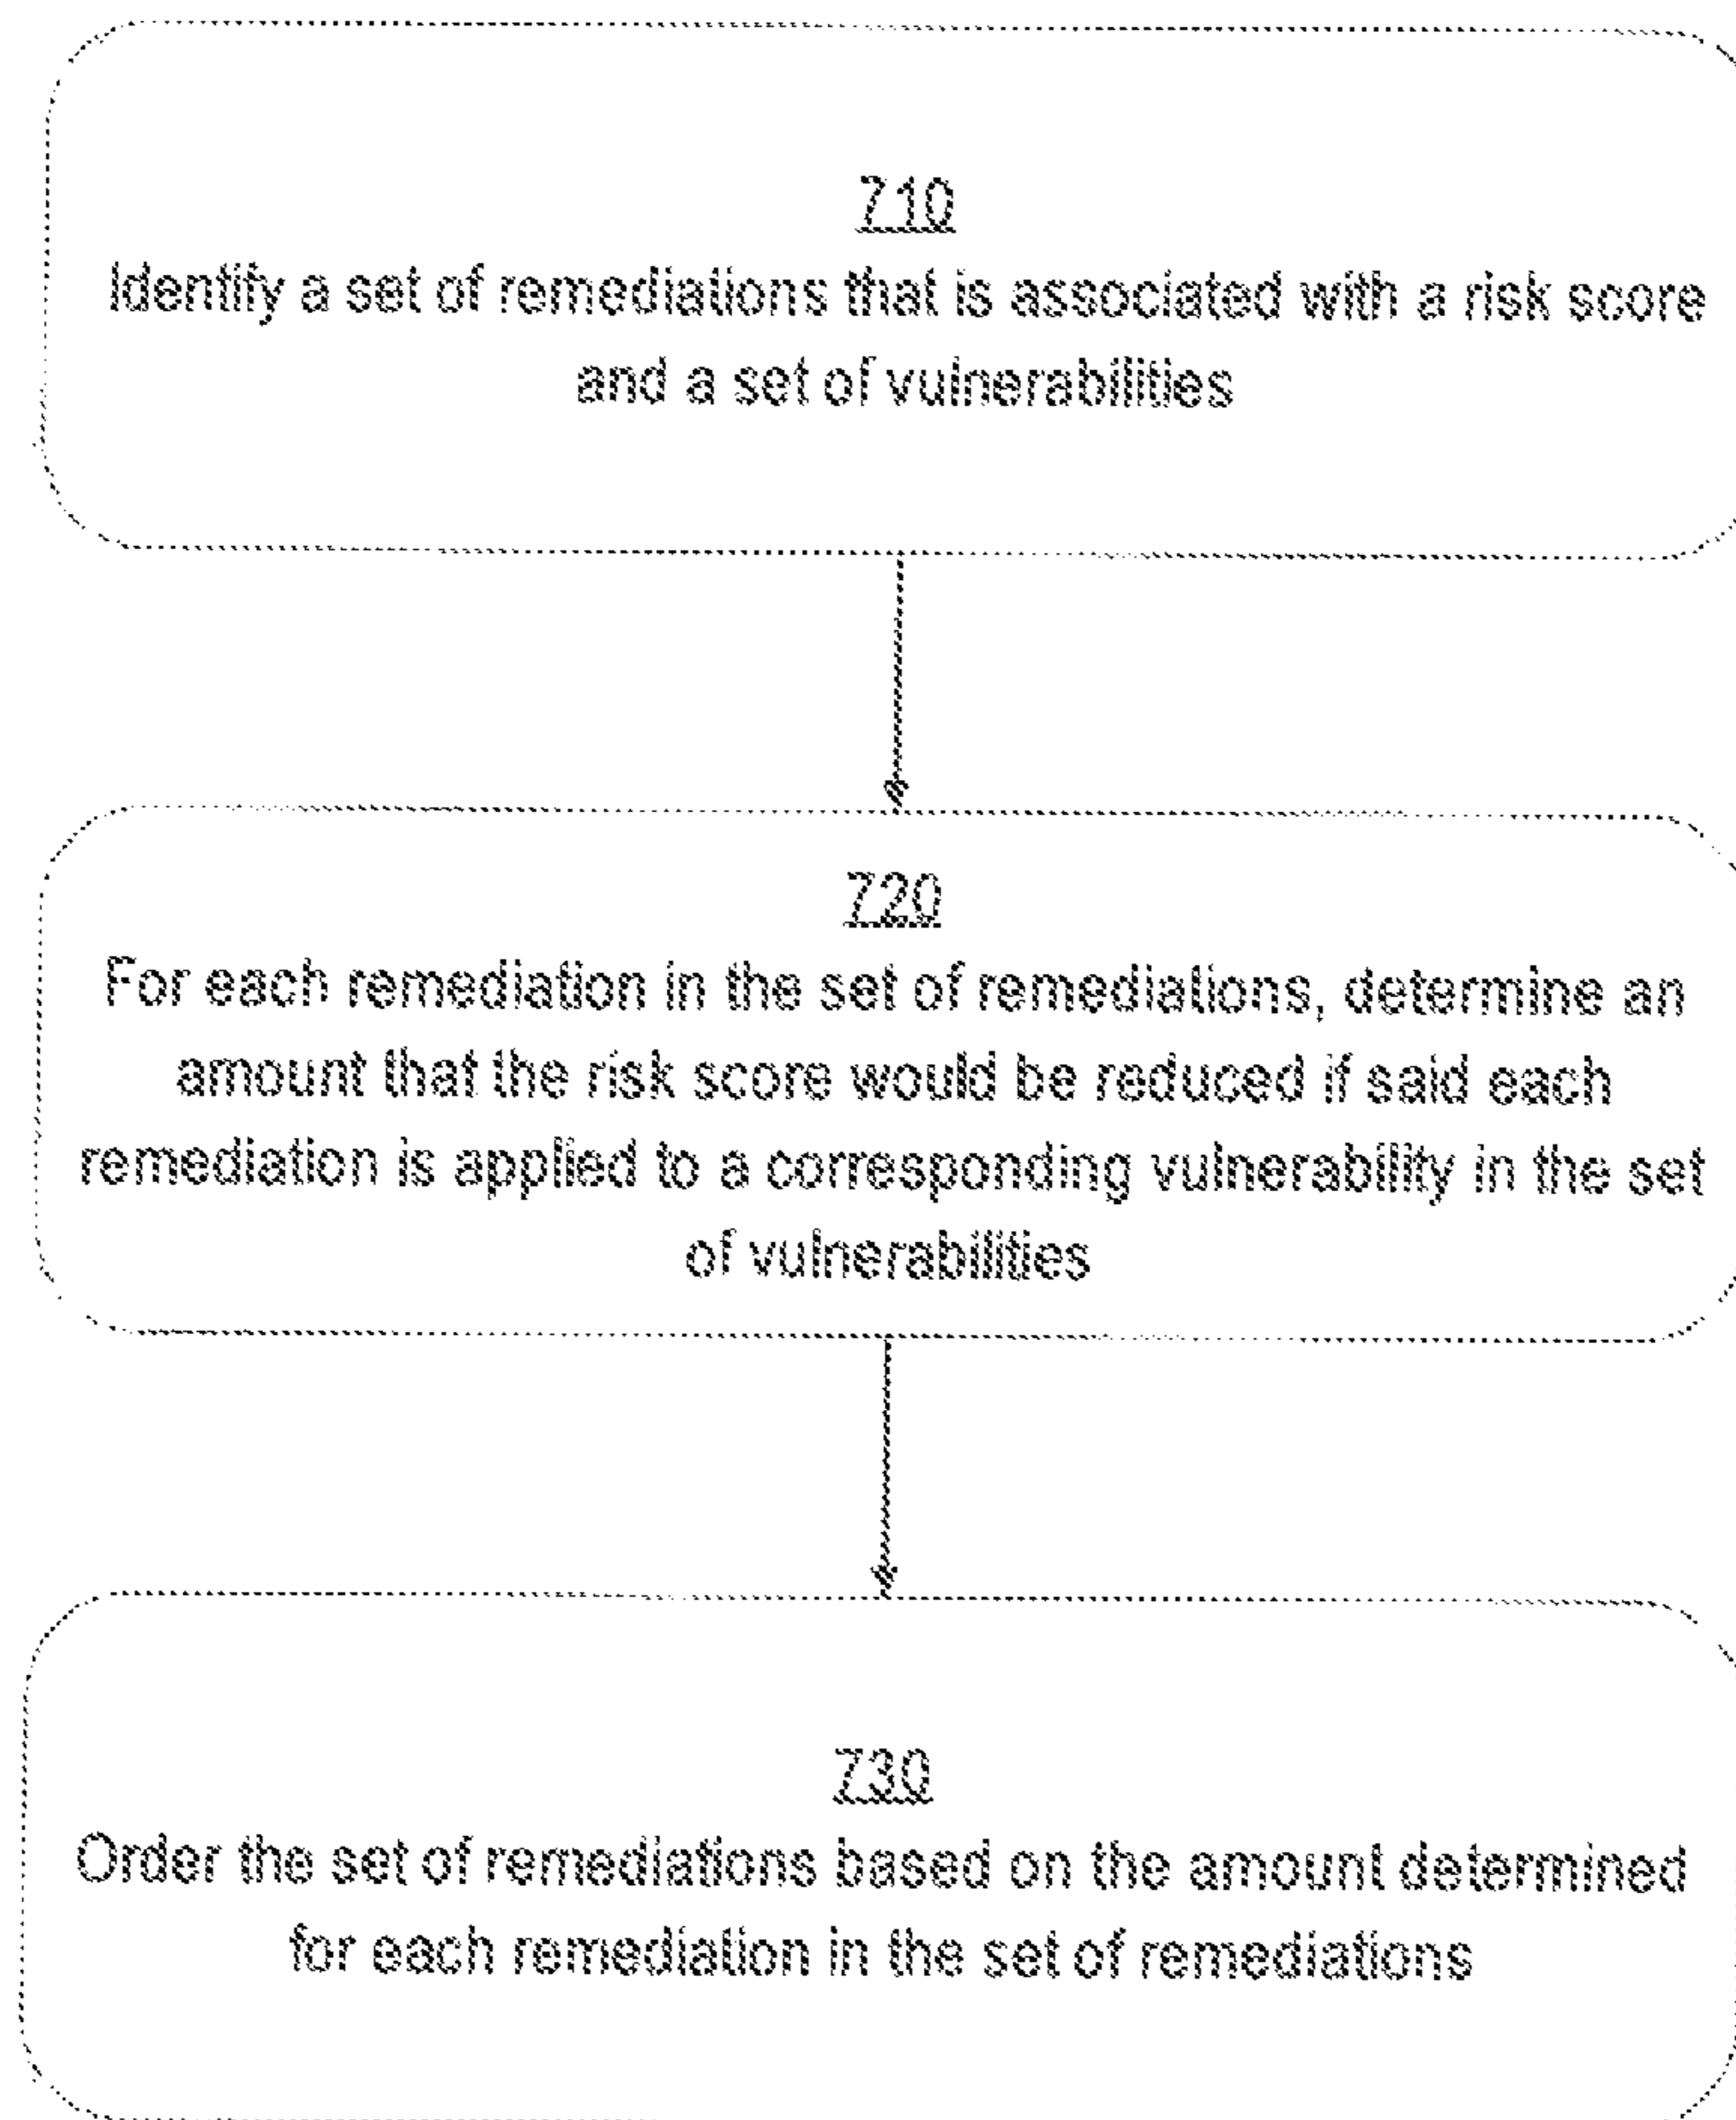 710
Identify a set of remediations that is associated with a risk score
and a set of vulnerabilities
720
For each remediation in the set of remediations, determine an
amount that the risk score would be reduced if said each
remediation is applied to a corresponding vulnerability in the set
of vulnerabilities
730
Order the set of remediations based on the amount determined
for each remediation in the set of remediations